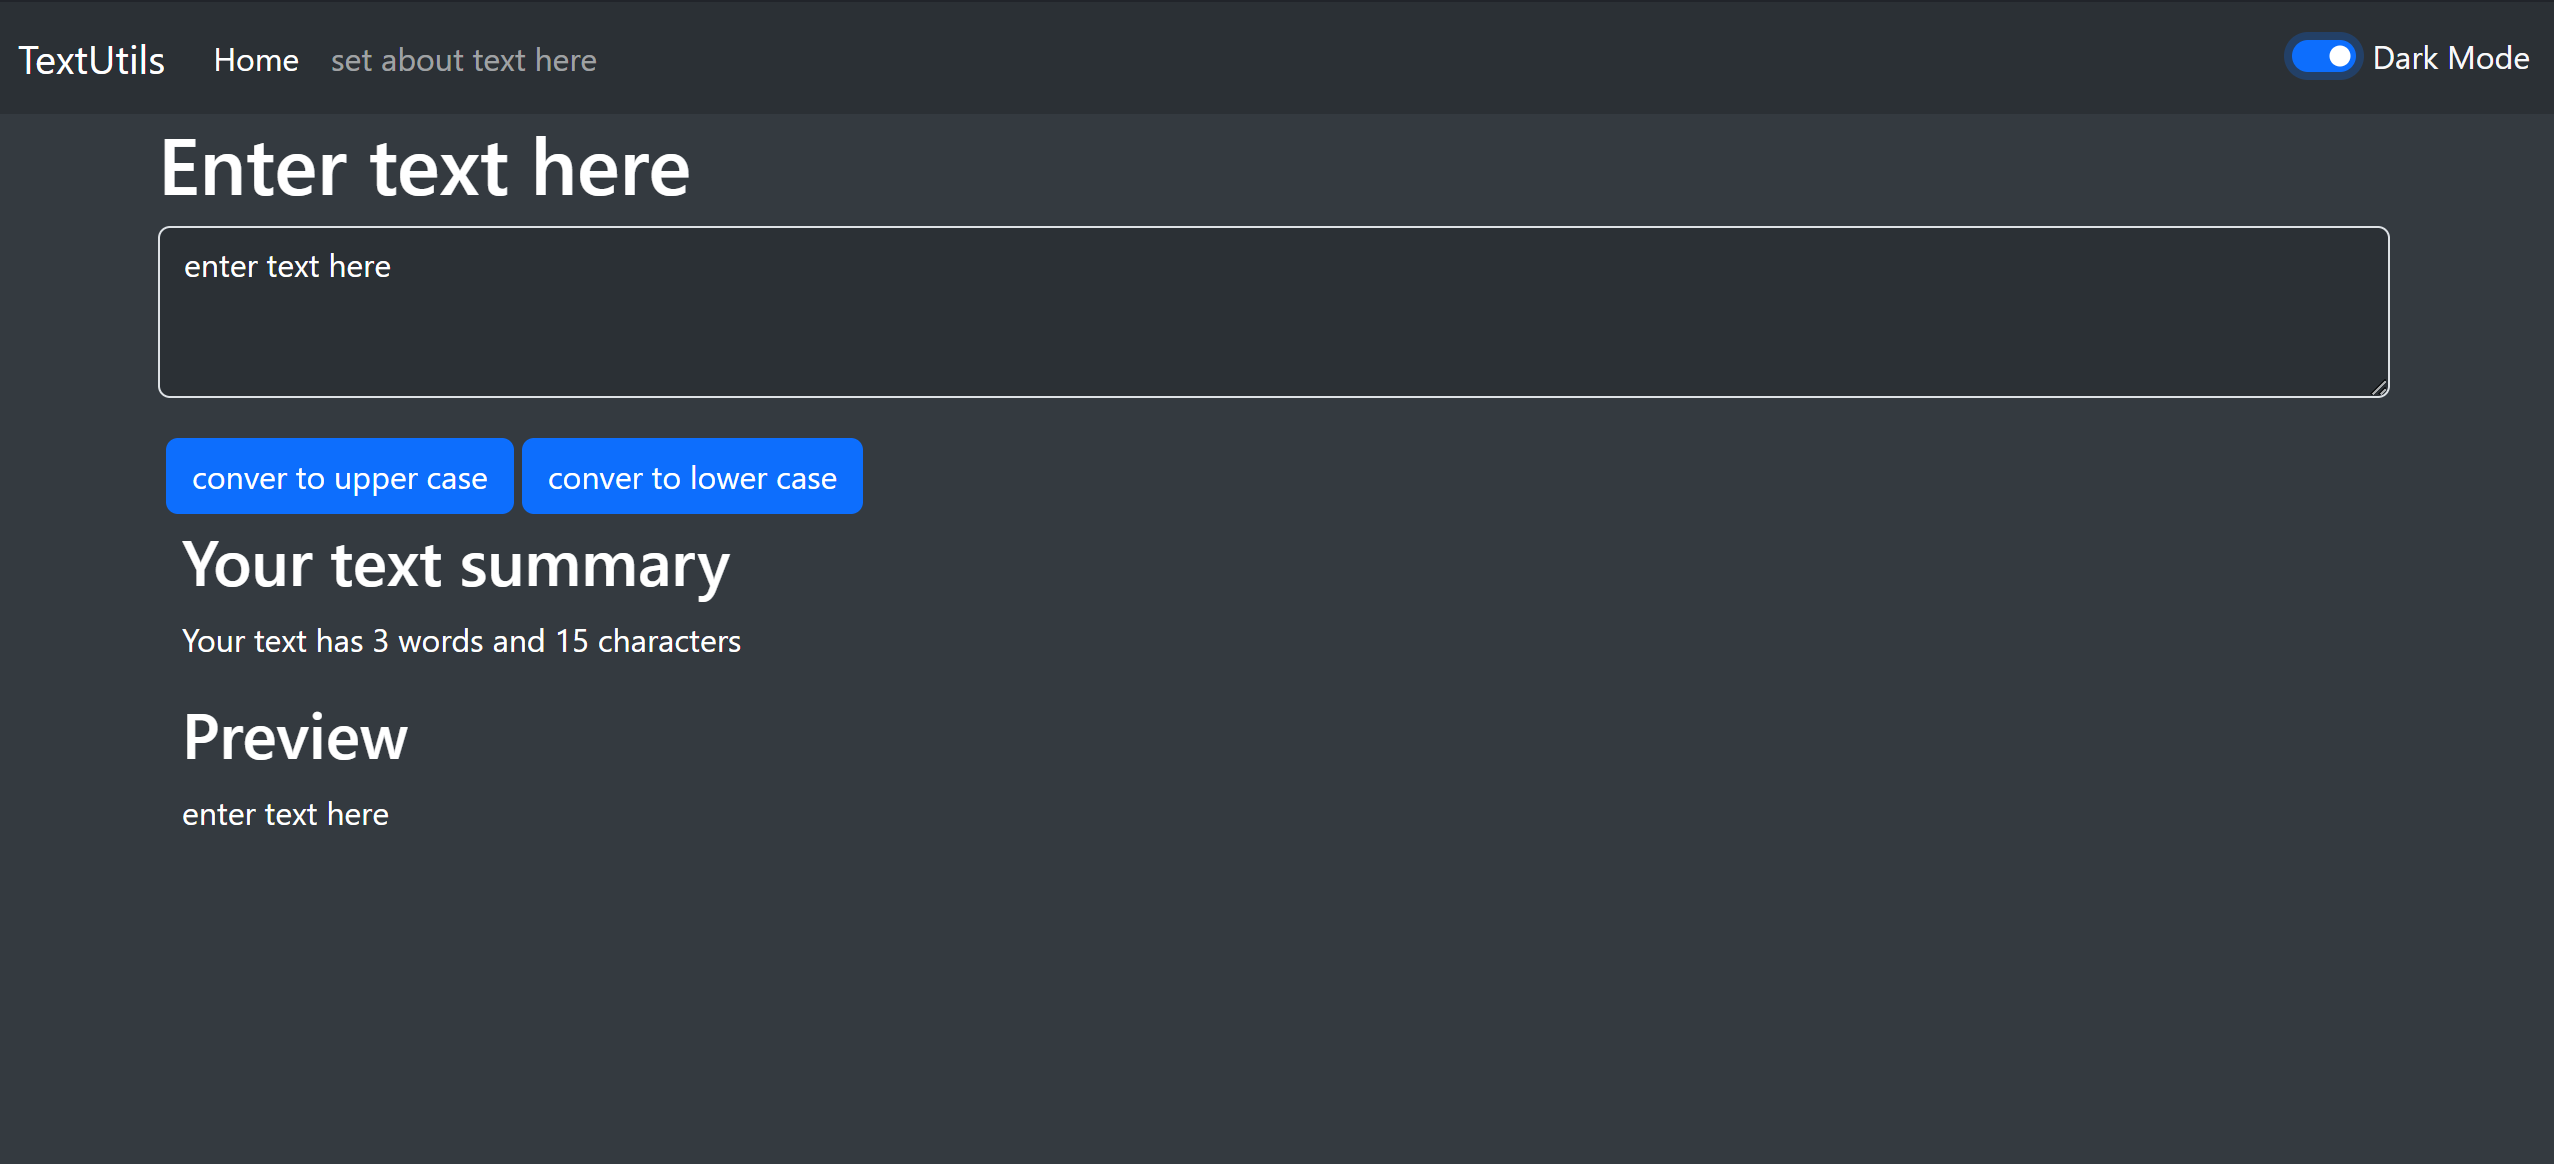 TextUtils Home set about text here Dark Mode
Enter text here
enter text here
conver to upper case conver to lower case
Your text summary
Your text has 3 words and 15 characters
Preview
enter text here